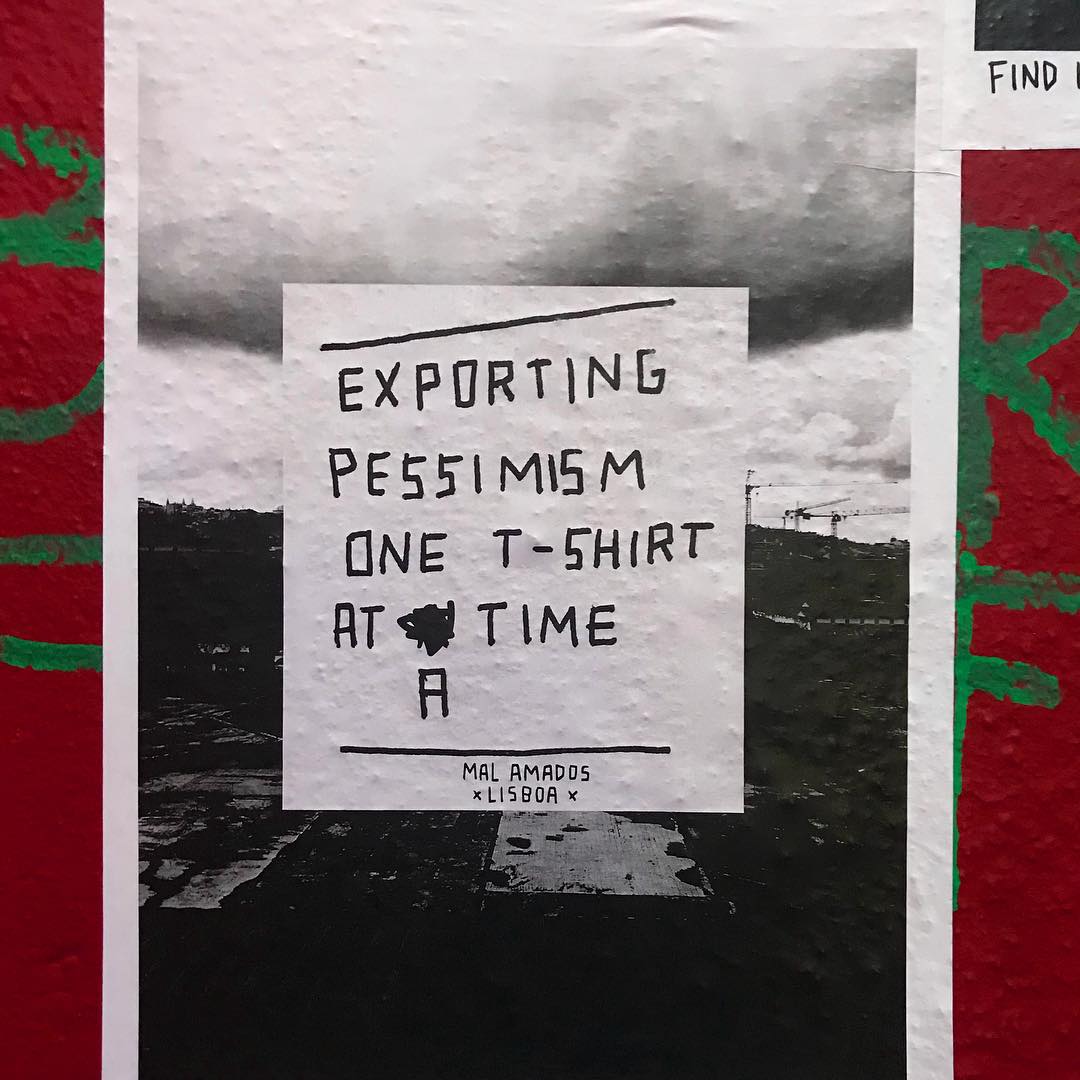 EXPORTING
PESSIMISM
ONE T-SHIRT
AT TIME
A
MAL AMADOS
x LISBOA x
FIND